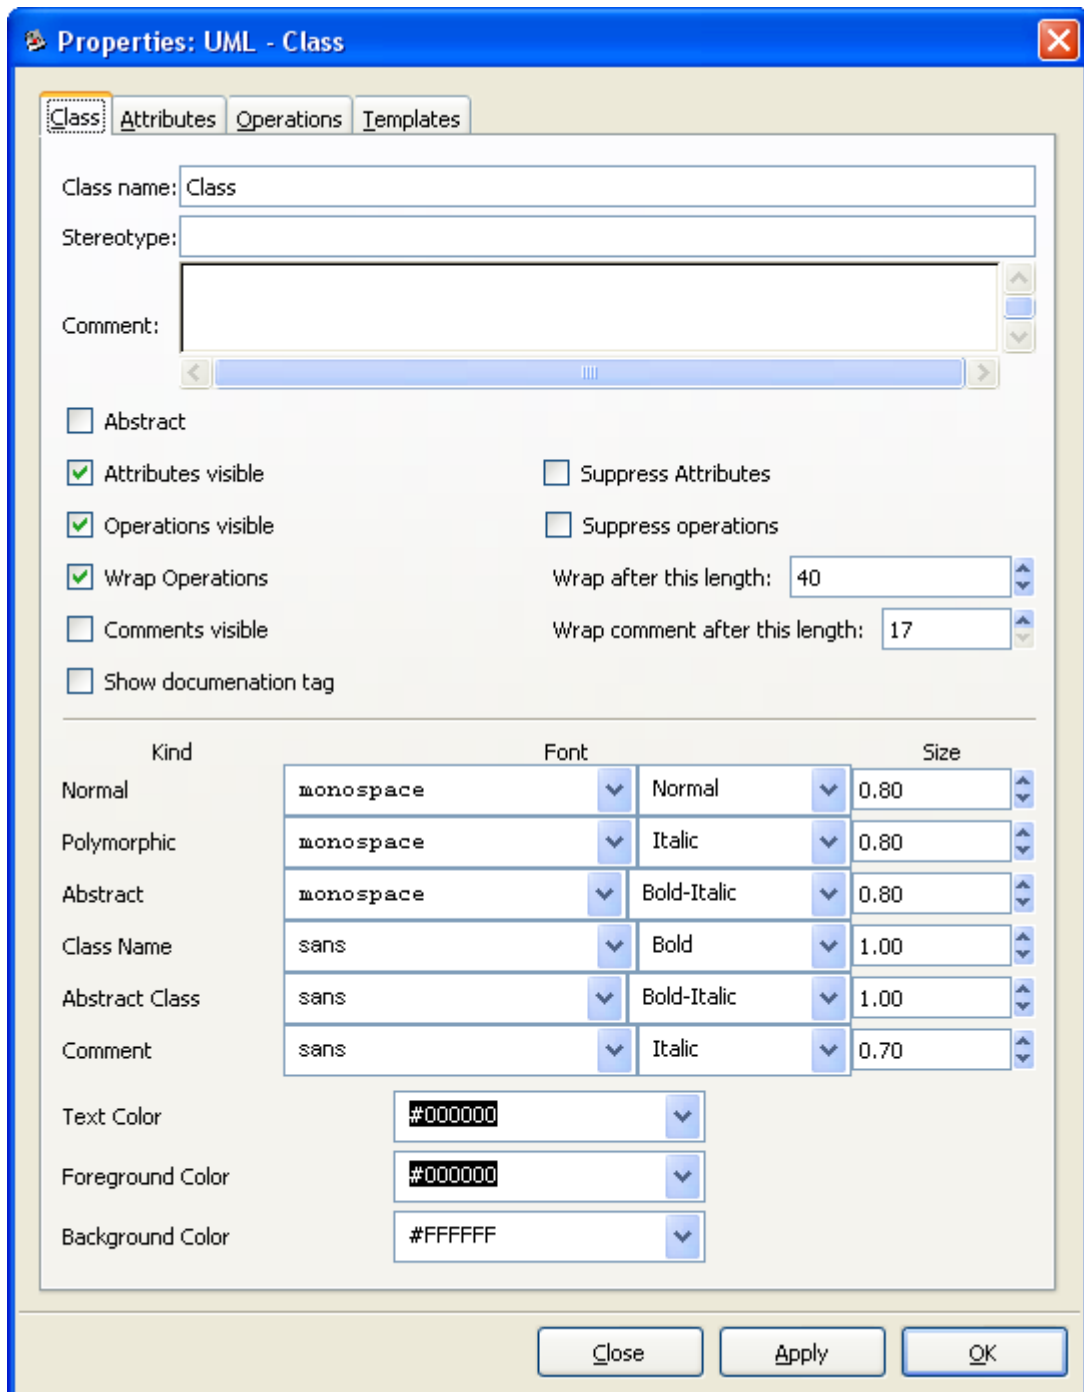 Properties: UML - Class
Class Attributes Operations Templates
Class name: Class
Stereotype:
Comment:
Abstract
Attributes visible Suppress Attributes
Operations visible Suppress operations
Wrap Operations Wrap after this length: 40
Comments visible Wrap comment after this length: 17
Show documenation tag
Kind Font Size
Normal monospace Normal 0.80
Polymorphic monospace Italic 0.80
Abstract monospace Bold-Italic 0.80
Class Name sans Bold 1.00
Abstract Class sans Bold-Italic 1.00
Comment sans Italic 0.70
Text Color #000000
Foreground Color #000000
Background Color #FFFFFF
Close Apply OK